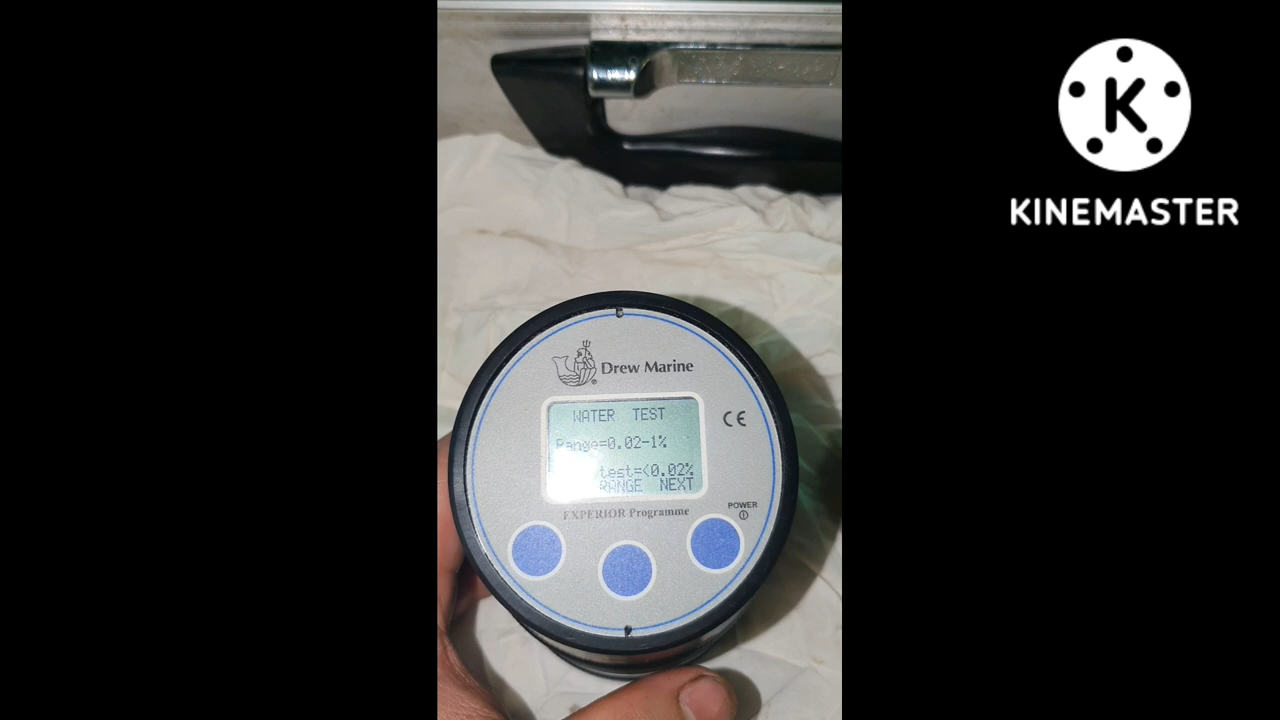 K
KINEMASTER
Drew Marine
WATER TEST
Range=0.02-1%
test=<0.02%
RANGE NEXT
CE
EXPERIOR Programme
POWER